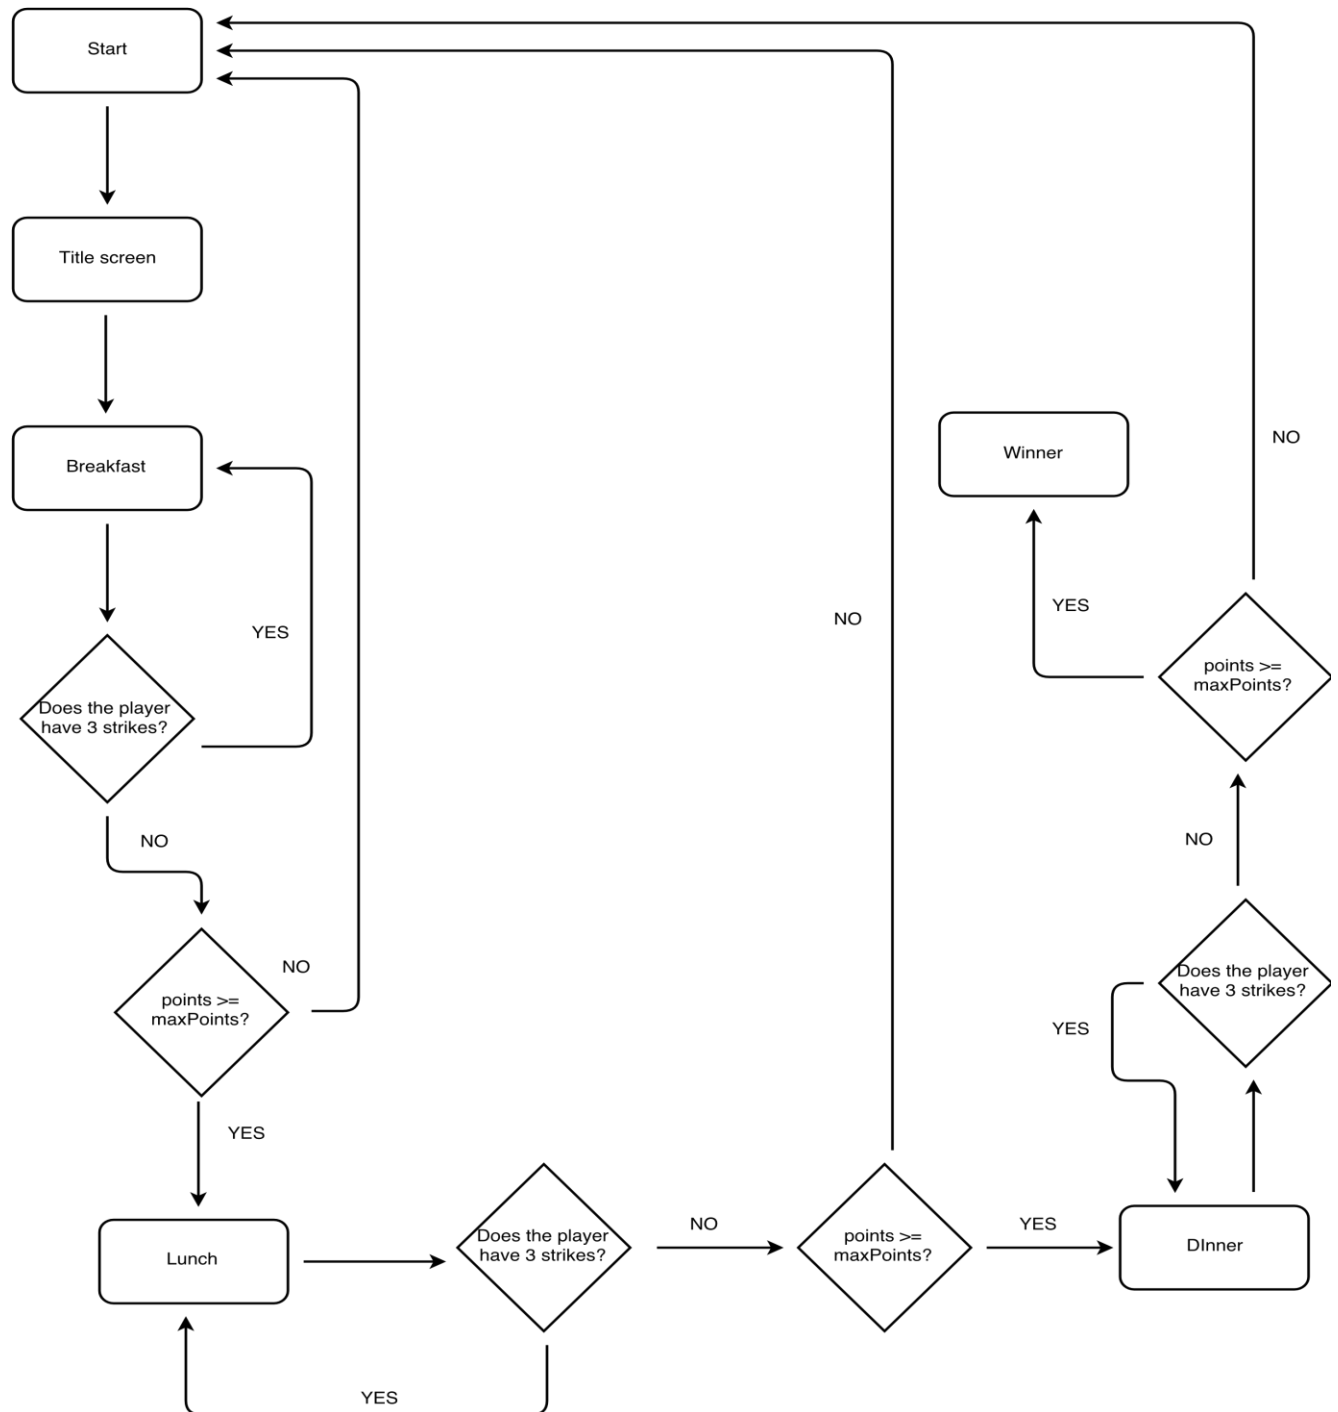 Start
Title screen
Breakfast
YES
Does the player
have 3 strikes?
NO
NO
points >=
maxPoints?
YES
Lunch
Does the player
have 3 strikes?
YES
NO
points >=
maxPoints?
NO
YES
DInner
YES
Does the player
have 3 strikes?
NO
points >=
maxPoints?
YES
Winner
NO